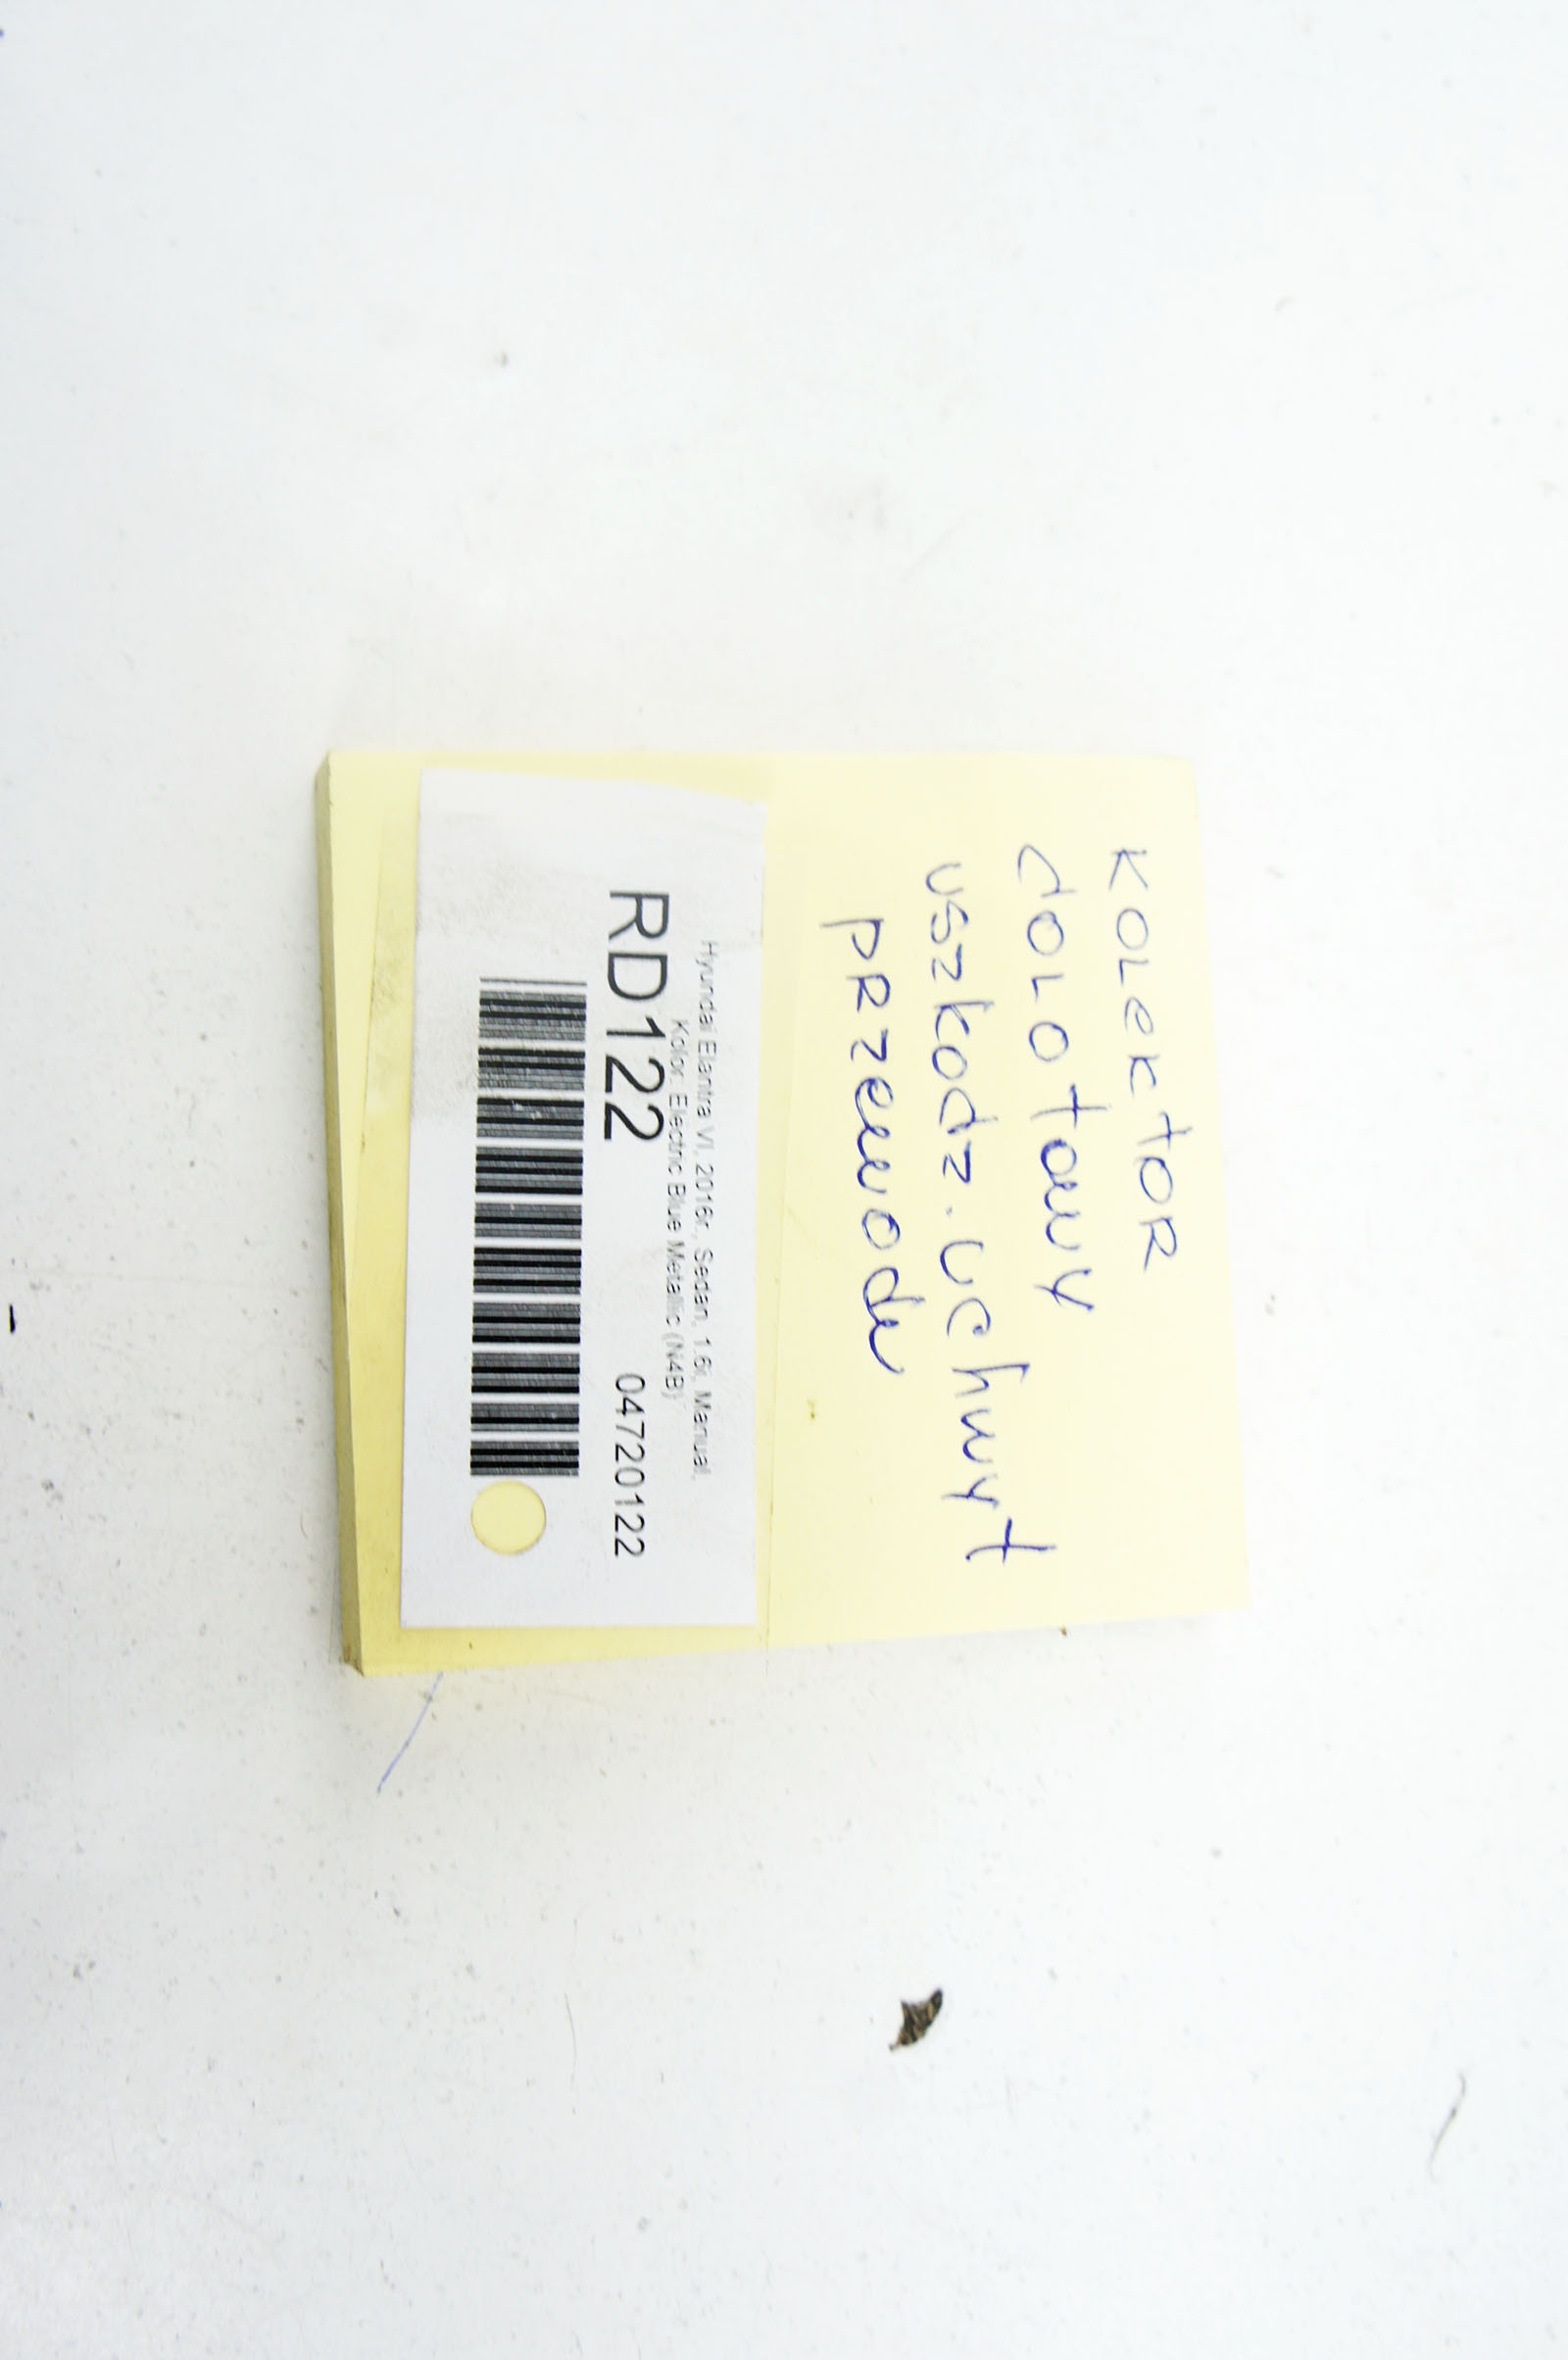 KOLEKTOR
dolotowy
uszkodz. uchwyt
PRzewodu
Hyundai Elantra VI, 2016r., Sedan, 1.6i, Manual,
Kolor: Electric Blue Metallic (N4B)
RD122 04720122